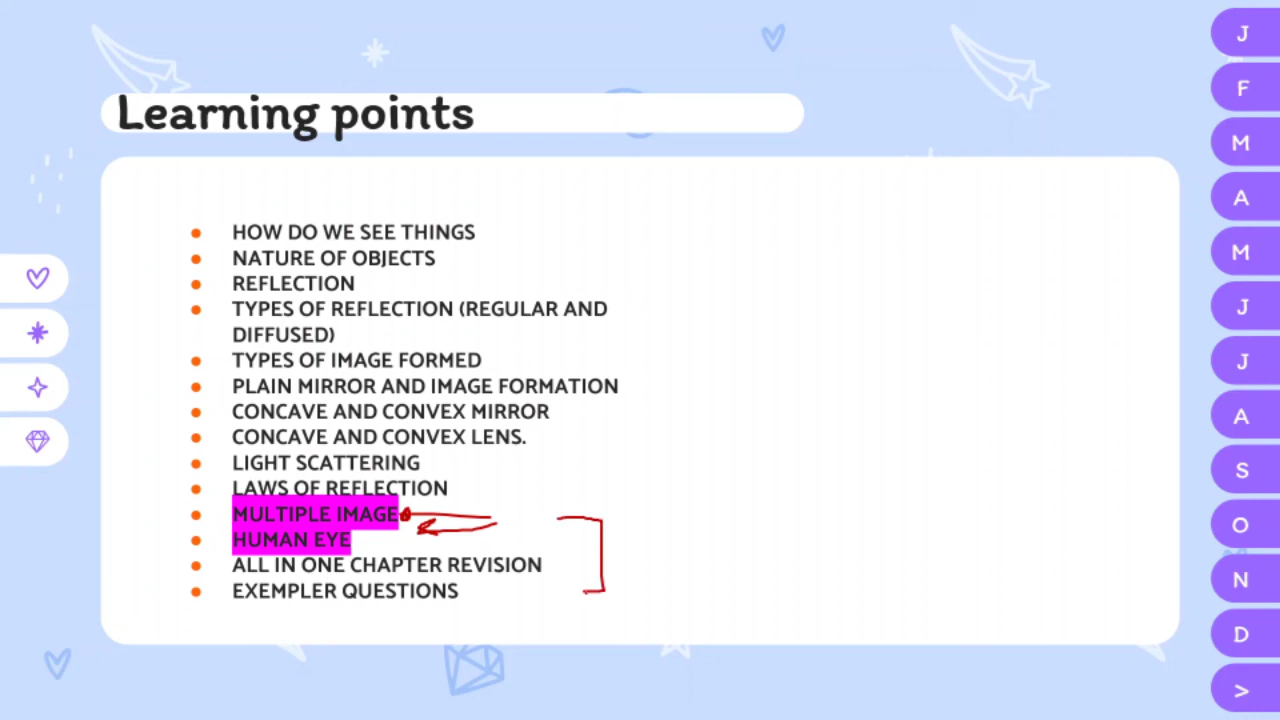 Learning points
HOW DO WE SEE THINGS
NATURE OF OBJECTS
REFLECTION
TYPES OF REFLECTION (REGULAR AND
DIFFUSED)
TYPES OF IMAGE FORMED
PLAIN MIRROR AND IMAGE FORMATION
CONCAVE AND CONVEX MIRROR
CONCAVE AND CONVEX LENS.
LIGHT SCATTERING
LAWS OF REFLECTION
MULTIPLE IMAGE
HUMAN EYE
ALL IN ONE CHAPTER REVISION
EXEMPLER QUESTIONS
J
F
M
A
M
J
J
A
S
O
N
D
>